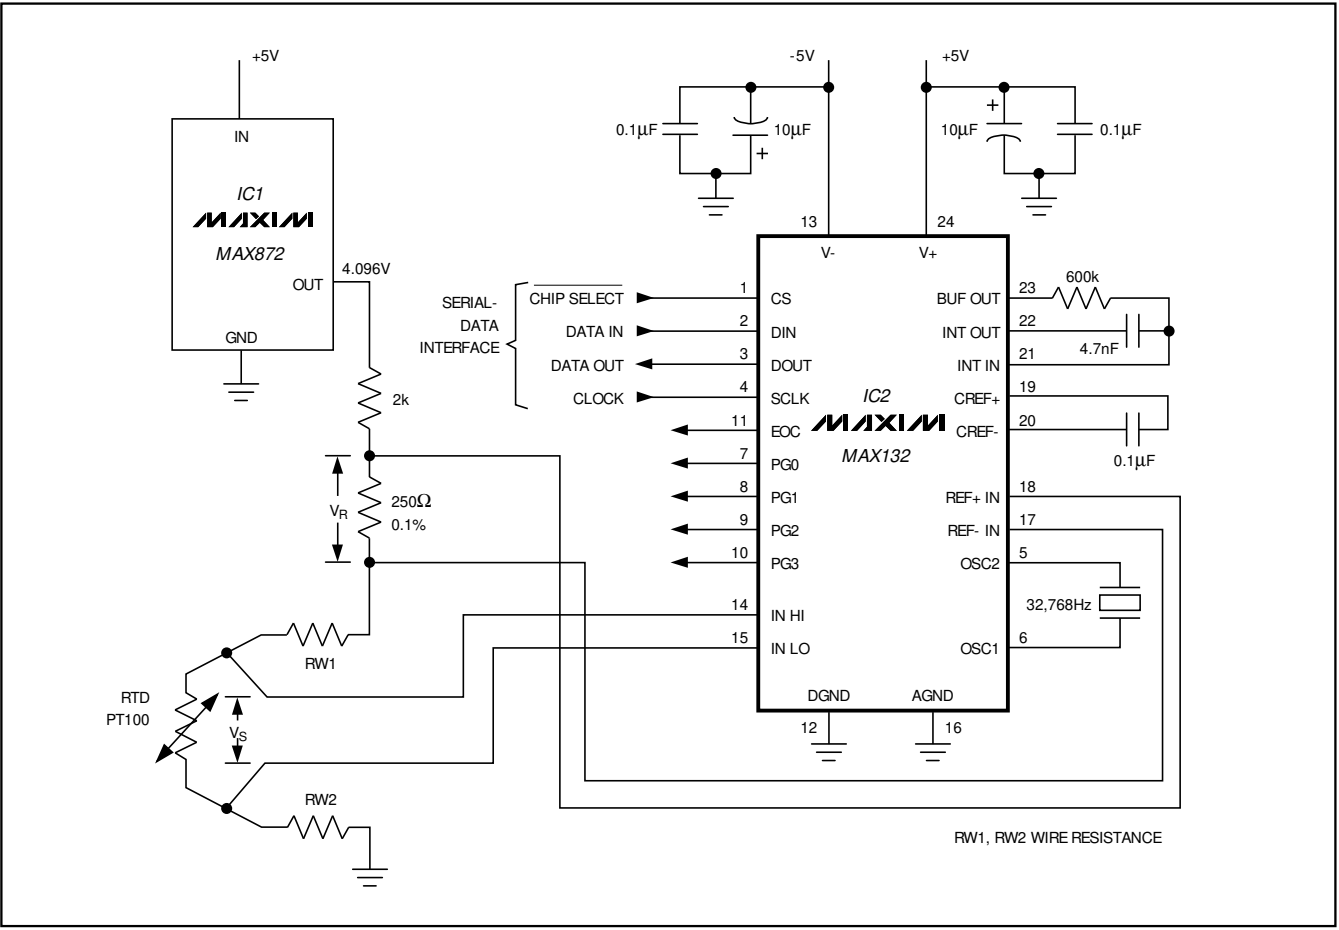 +5V
IN
IC1
MAXIM
MAX872
OUT
4.096V
GND
2k
VR
250Ω
0.1%
RW1
RTD
PT100
VS
RW2
-5V
+5V
0.1µF
10µF
+
+
10µF
0.1µF
13
24
V-
V+
SERIAL-
DATA
INTERFACE
CHIP SELECT
DATA IN
DATA OUT
CLOCK
1
CS
2
DIN
3
DOUT
4
SCLK
11
EOC
7
PG0
8
PG1
9
PG2
10
PG3
14
IN HI
15
IN LO
IC2
MAXIM
MAX132
BUF OUT
23
600k
INT OUT
22
4.7nF
INT IN
21
CREF+
19
CREF-
20
0.1µF
REF+ IN
18
REF- IN
17
OSC2
5
32,768Hz
OSC1
6
DGND
AGND
12
16
RW1, RW2 WIRE RESISTANCE